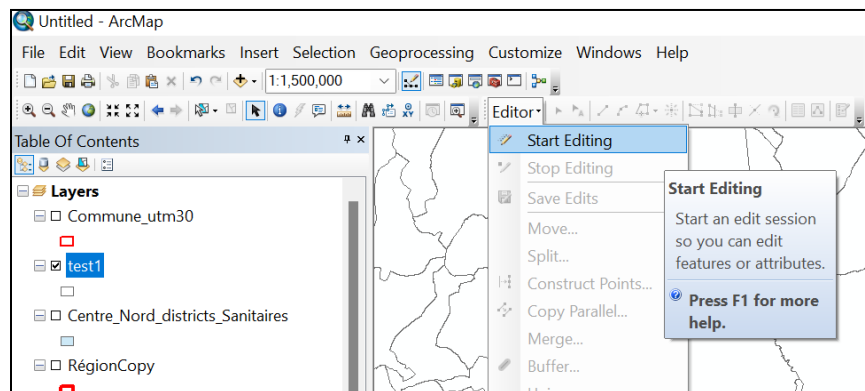 Untitled - ArcMap
File Edit View Bookmarks Insert Selection Geoprocessing Customize Windows Help
1:1,500,000
Editor
Table Of Contents
Start Editing
Stop Editing
Save Edits
Move...
Split...
Construct Points...
Copy Parallel...
Merge...
Buffer...
Start Editing
Start an edit session
so you can edit
features or attributes.
Press F1 for more
help.
Layers
Commune_utm30
test1
Centre_Nord_districts_Sanitaires
RégionCopy